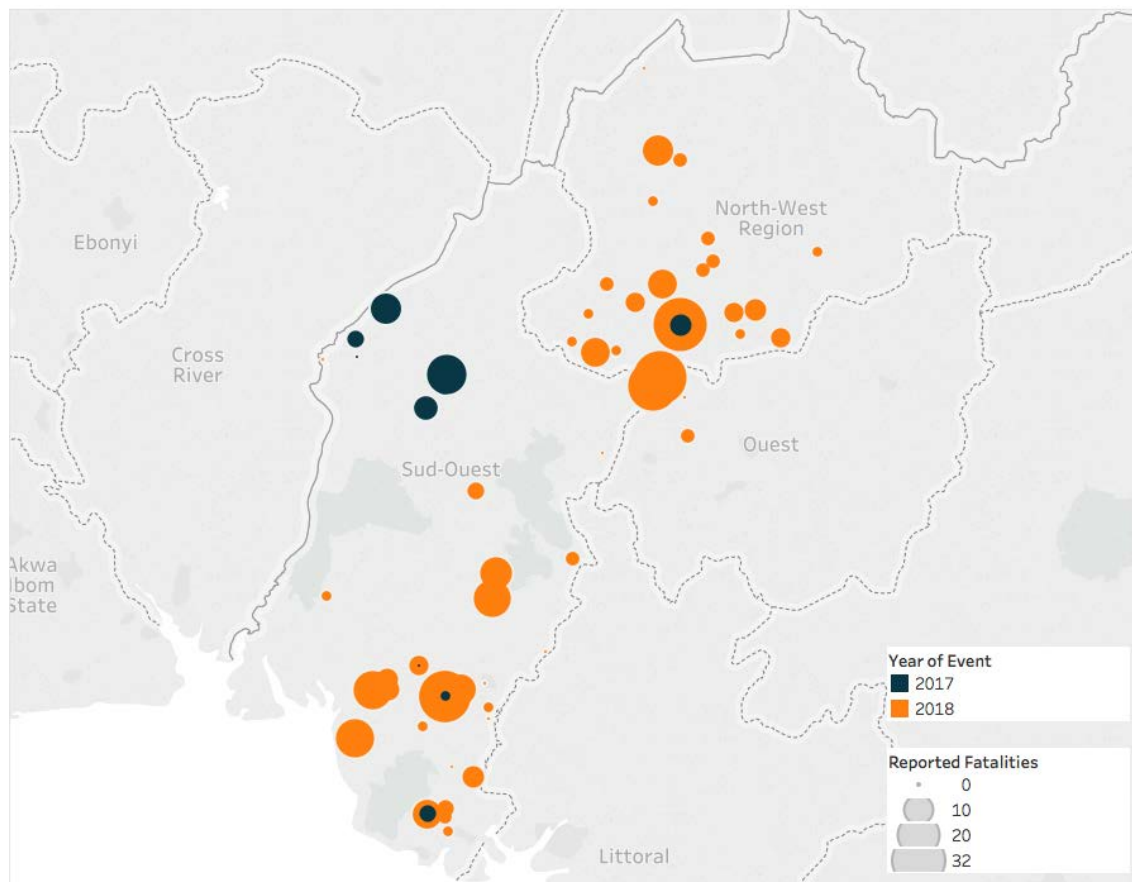 North-West
Region
Ebonyi
Cross
River
Ouest
Sud-Ouest
Akwa
Ibom
State
Littoral
Year of Event
2017
2018
Reported Fatalities
0
10
20
32